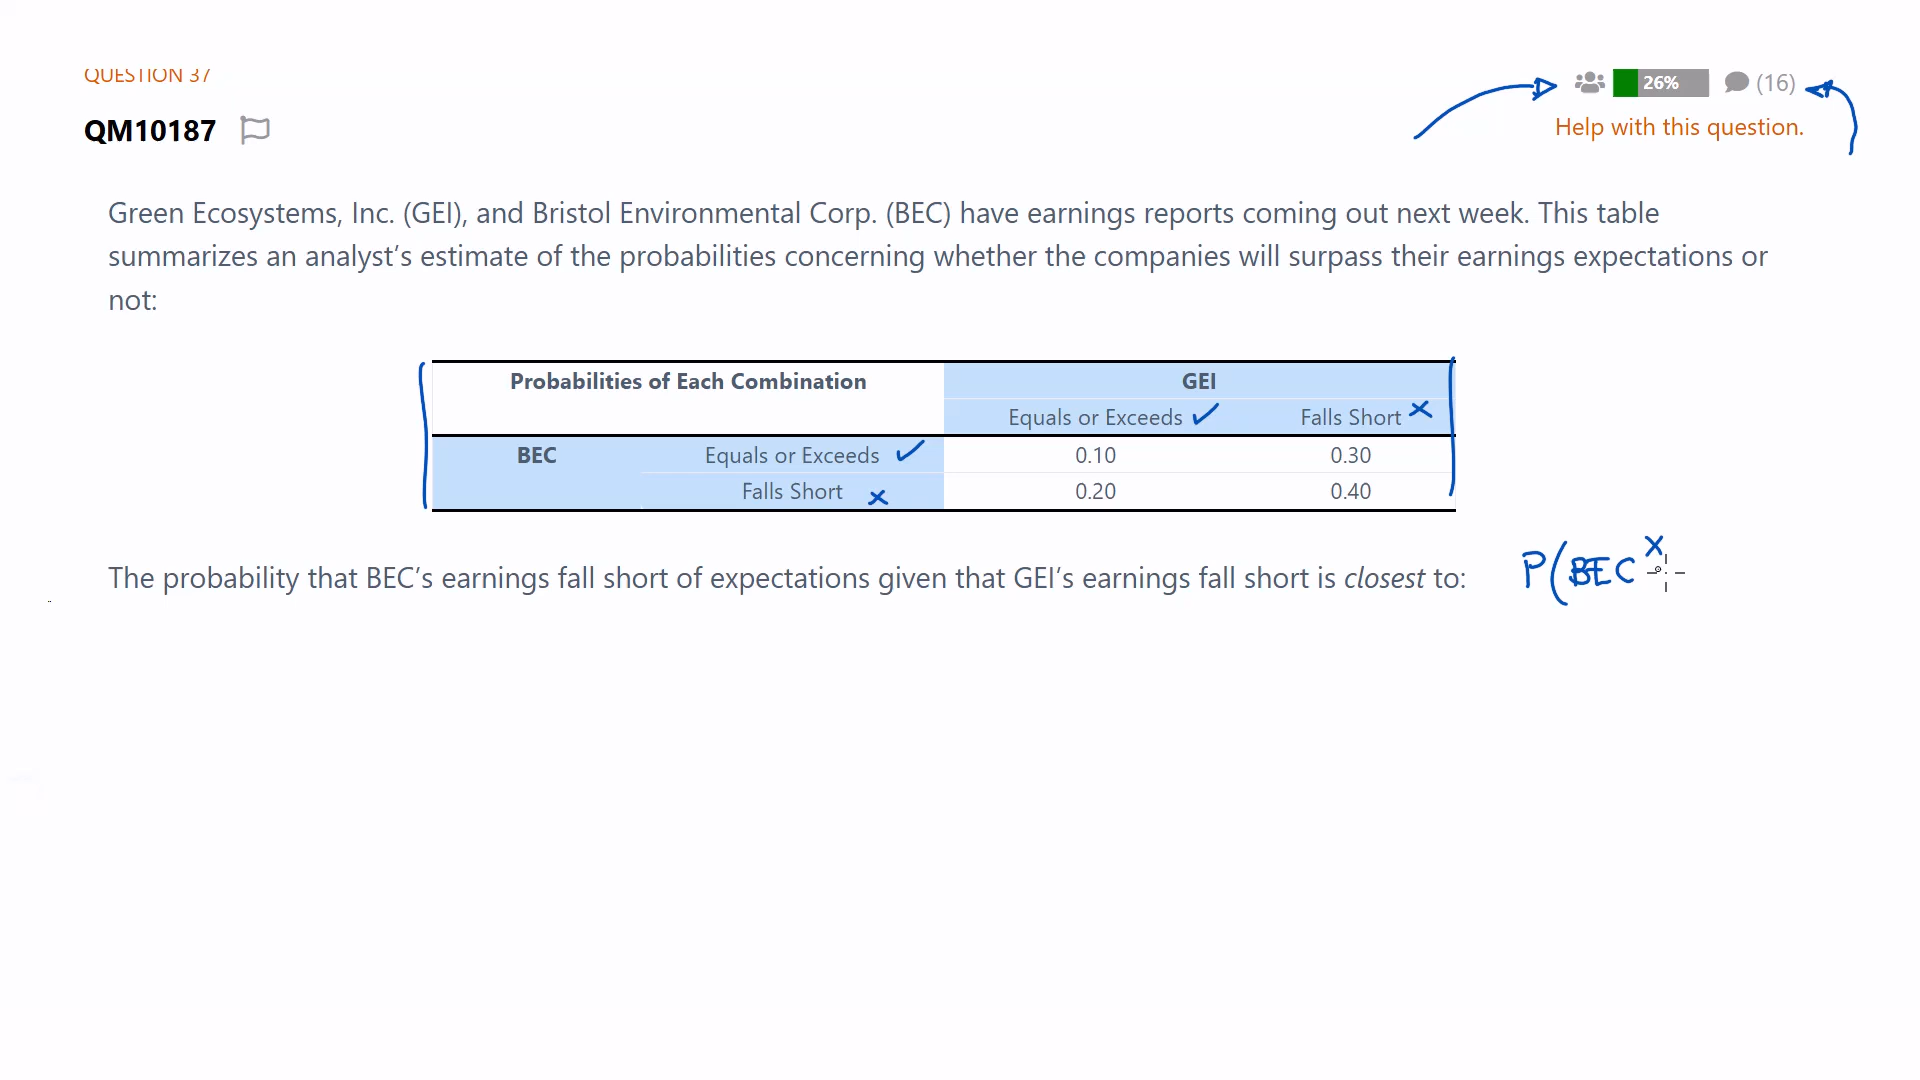 QUESTION 37
26% (16)
QM10187
Help with this question.
Green Ecosystems, Inc. (GEI), and Bristol Environmental Corp. (BEC) have earnings reports coming out next week. This table
summarizes an analyst’s estimate of the probabilities concerning whether the companies will surpass their earnings expectations or
not:
Probabilities of Each Combination GEI
Equals or Exceeds ✓ Falls Short x
BEC Equals or Exceeds ✓ 0.10 0.30
Falls Short x 0.20 0.40
The probability that BEC’s earnings fall short of expectations given that GEI’s earnings fall short is closest to: P(BEC x